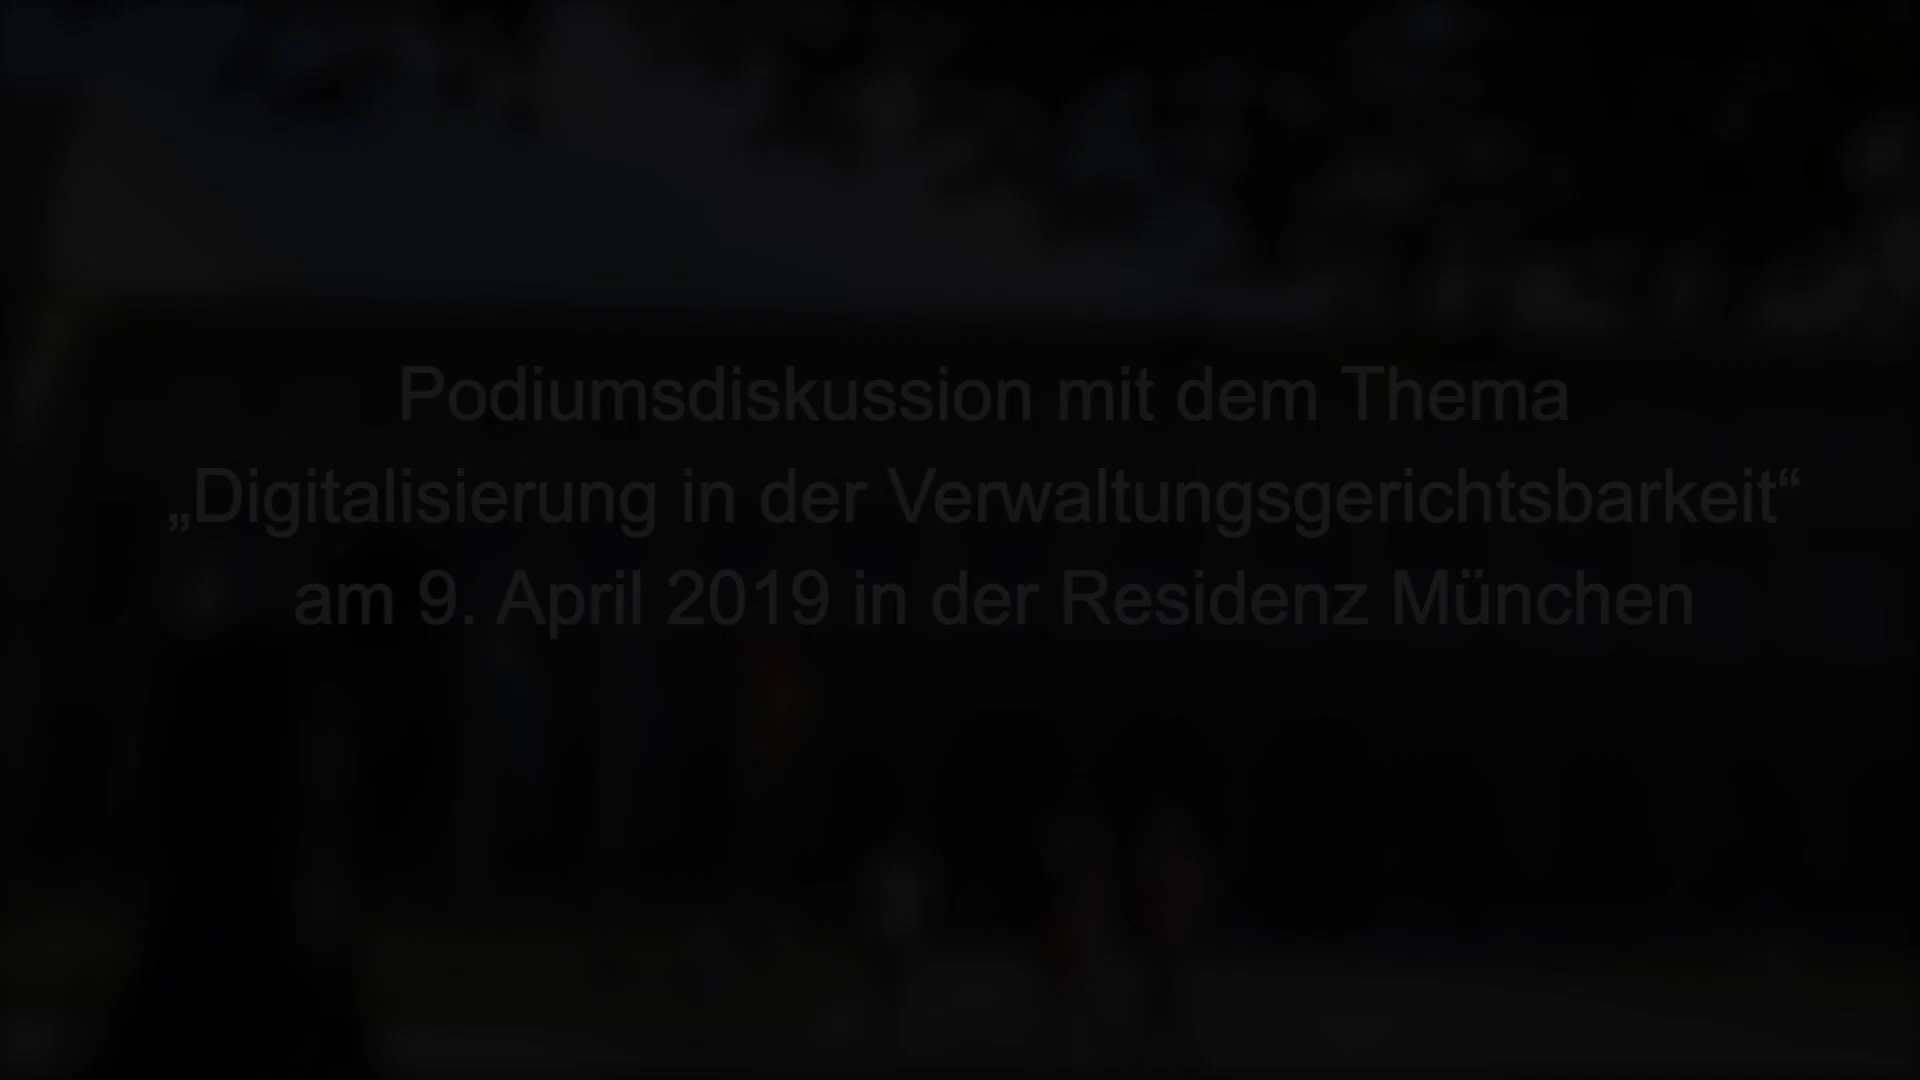 Podiumsdiskussion mit dem Thema
„Digitalisierung in der Verwaltungsgerichtsbarkeit“
am 9. April 2019 in der Residenz München